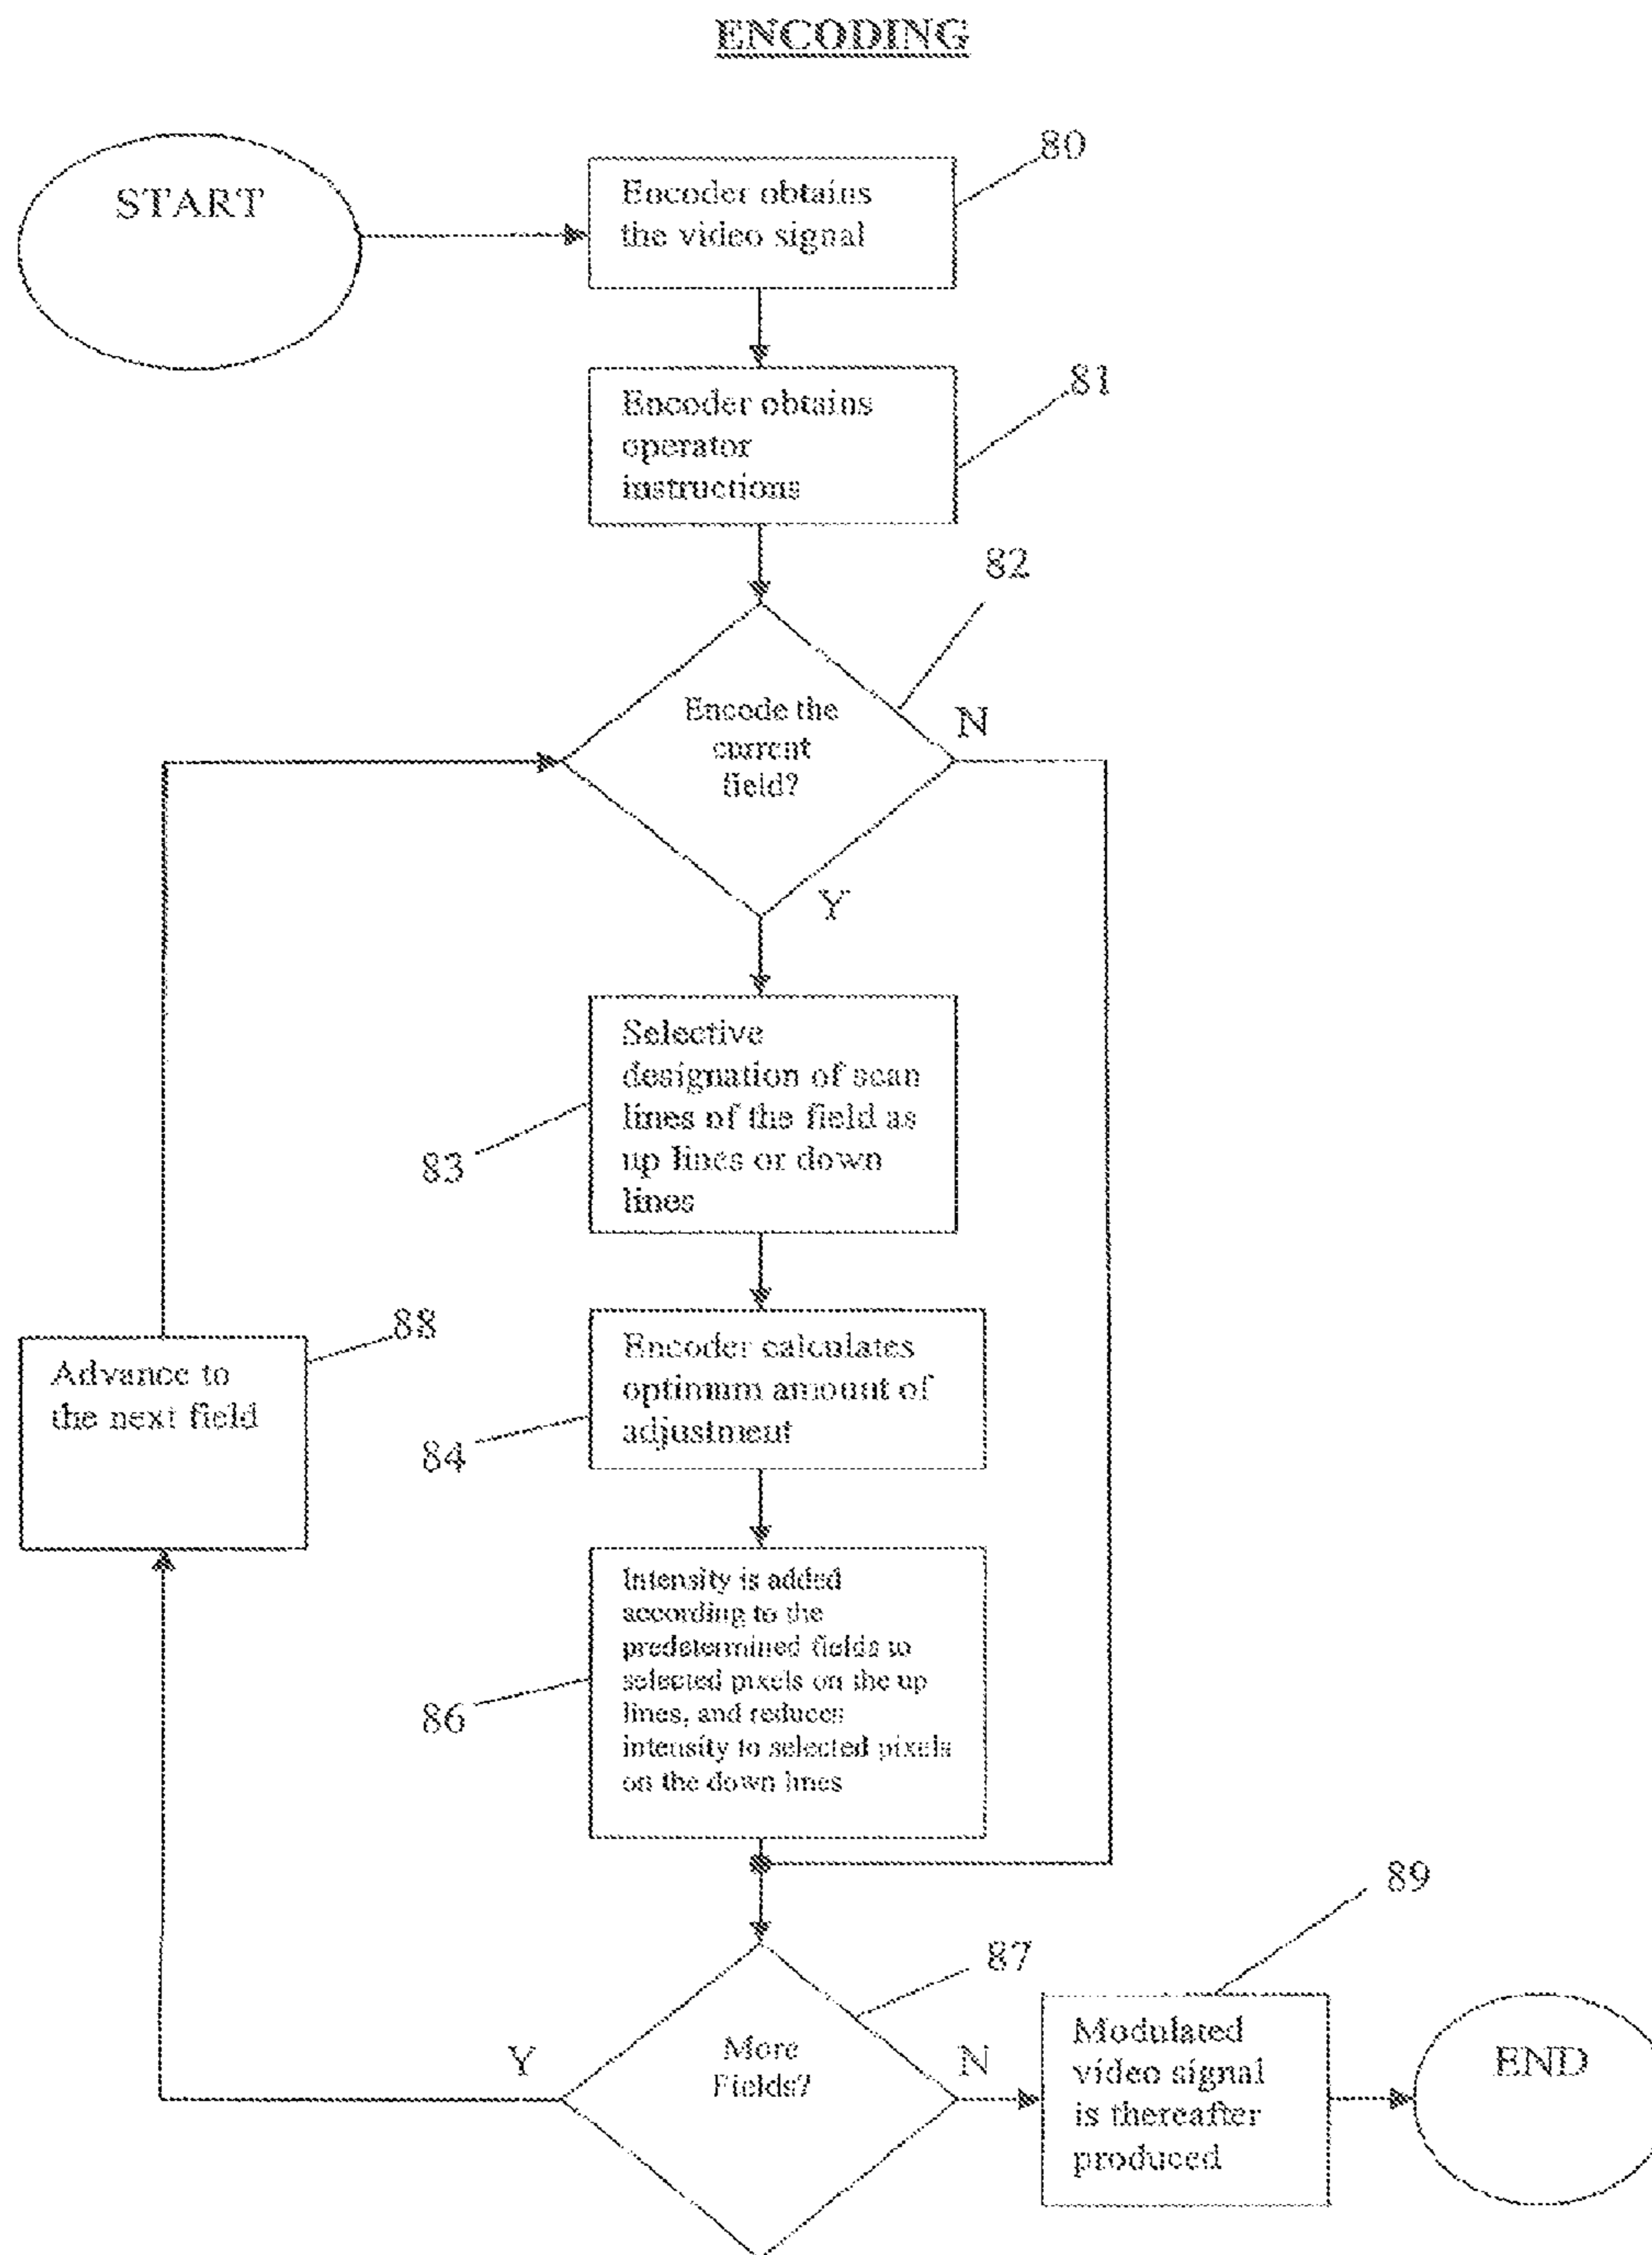 ENCODING
START
Encoder obtains
the video signal
80
Encoder obtains
operator
instructions
81
82
Encode the
current
field?
N
Y
Selective
designation of scan
lines of the field as
up lines or down
lines
83
Encoder calculates
optimum amount of
adjustment
84
88
Advance to
the next field
Intensity is added
according to the
predetermined fields to
selected pixels on the up
lines, and reduces
intensity to selected pixels
on the down lines
86
89
87
More
Fields?
Y
N
Modulated
video signal
is thereafter
produced
END